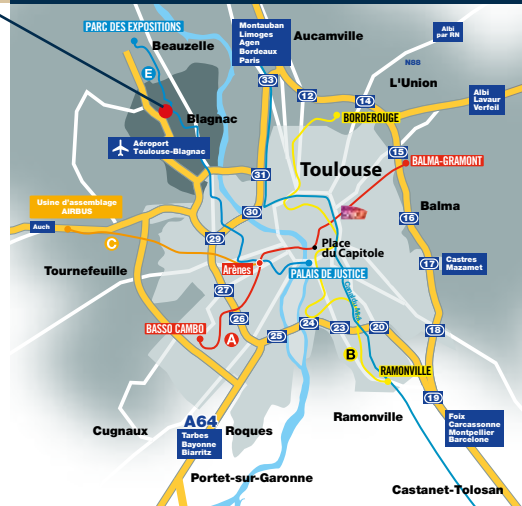 PARC DES EXPOSITIONS
Beauzelle
E
Montauban
Limoges
Agen
Bordeaux
Paris
Aucamville
Albi
par RN
N88
L'Union
33
12
14
Albi
Lavaur
Verfeil
Blagnac
BORDEROUGE
Aéroport
Toulouse-Blagnac
15
Toulouse
BALMA-GRAMONT
31
Usine d'assemblage
AIRBUS
Auch
30
Balma
16
C
29
Place
du Capitole
Arènes
PALAIS DE JUSTICE
17
Castres
Mazamet
Tournefeuille
27
26
BASSO CAMBO
A
25
24
23
20
18
B
RAMONVILLE
19
A64
Tarbes
Bayonne
Biarritz
Cugnaux
Roques
Ramonville
Foix
Carcassonne
Montpellier
Barcelone
Portet-sur-Garonne
Castanet-Tolosan